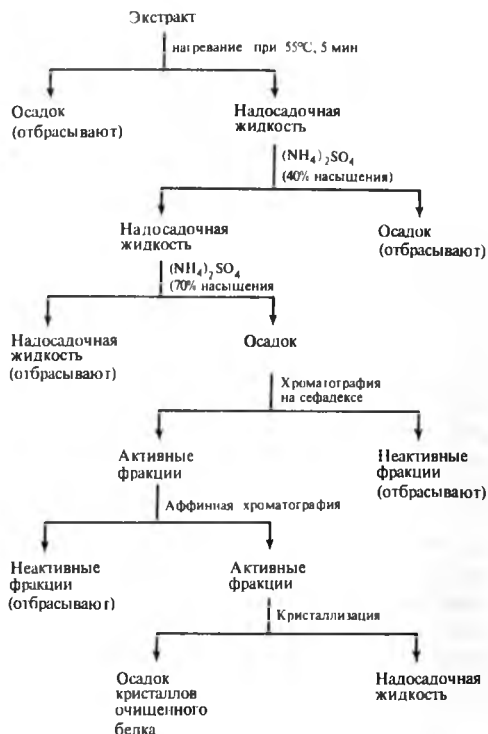 Экстракт
нагревание при 55°С, 5 мин
Осадок
(отбрасывают)
Надосадочная
жидкость
(NH₄)₂SO₄
(40% насыщения)
Надосадочная
жидкость
Осадок
(отбрасывают)
(NH₄)₂SO₄
(70% насыщения
Надосадочная
жидкость
(отбрасывают)
Осадок
Хроматография
на сефадексе
Активные
фракции
Неактивные
фракции
(отбрасывают)
Аффинная хроматография
Неактивные
фракции
(отбрасывают)
Активные
фракции
Кристаллизация
Осадок
кристаллов
очищенного
белка
Надосадочная
жидкость